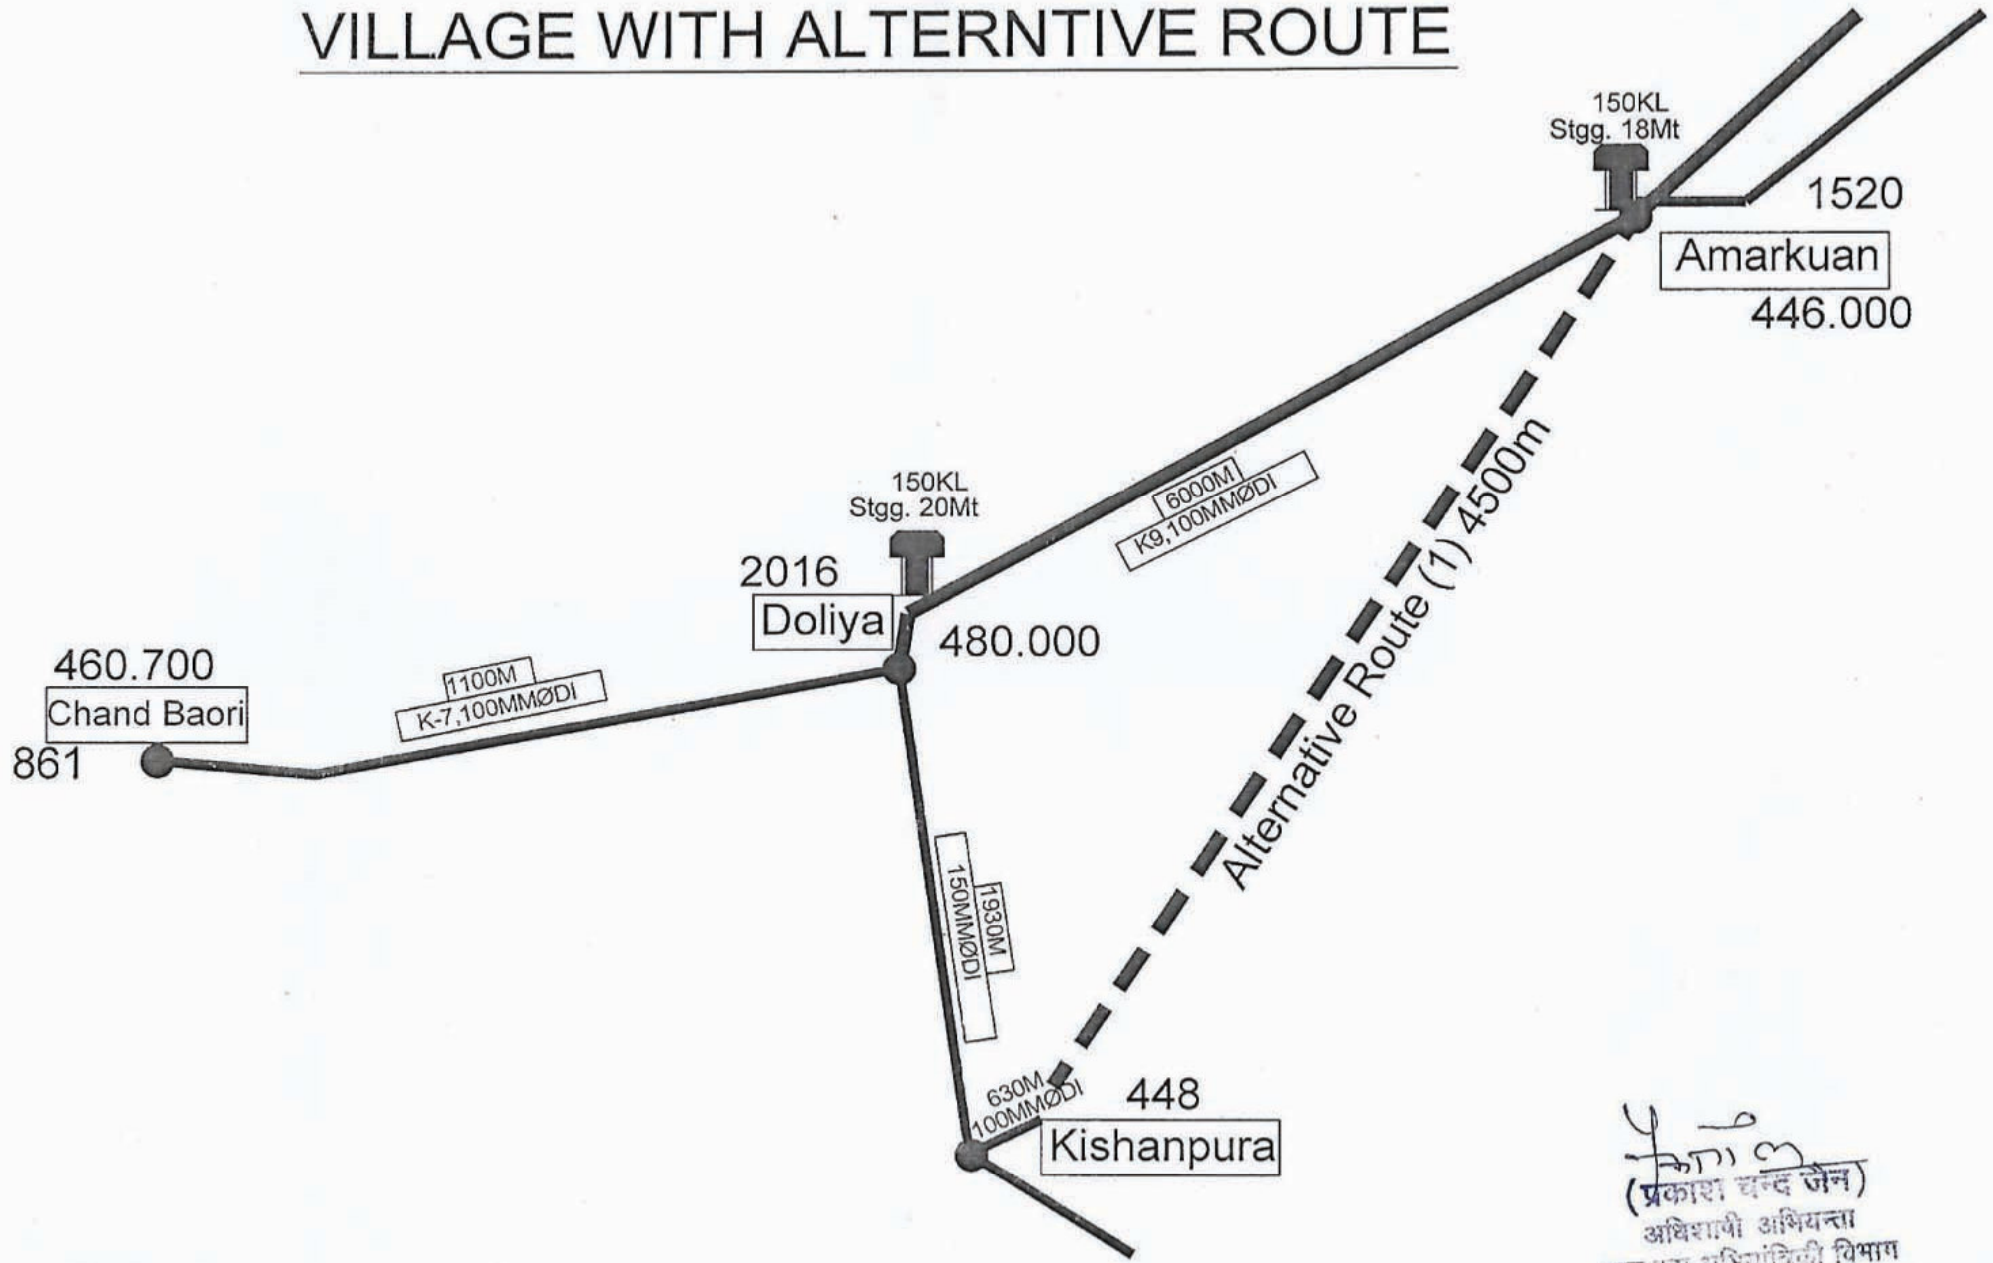 VILLAGE WITH ALTERNTIVE ROUTE
150KL
Stgg. 18Mt
1520
Amarkuan
446.000
6000M
K9,100MMØDI
Alternative Route (1) 4500m
150KL
Stgg. 20Mt
2016
Doliya
480.000
460.700
Chand Baori
861
1100M
K-7,100MMØDI
1930M
150MMØDI
630M
100MMØDI
448
Kishanpura
(प्रकाश चन्द जैन)
अधिशाषी अभियन्ता
विभाग